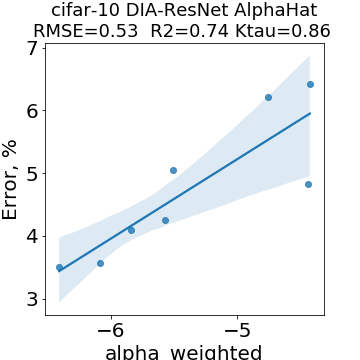 cifar-10 DIA-ResNet AlphaHat
RMSE=0.53 R2=0.74 Ktau=0.86
7
6
5
4
3
Error, %
−6
−5
alpha_weighted